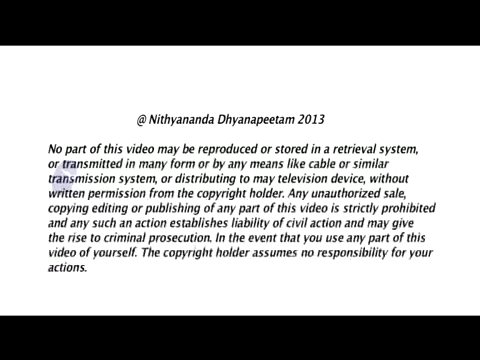 @ Nithyananda Dhyanapeetam 2013
No part of this video may be reproduced or stored in a retrieval system,
or transmitted in many form or by any means like cable or similar
transmission system, or distributing to may television device, without
written permission from the copyright holder. Any unauthorized sale,
copying editing or publishing of any part of this video is strictly prohibited
and any such an action establishes liability of civil action and may give
the rise to criminal prosecution. In the event that you use any part of this
video of yourself. The copyright holder assumes no responsibility for your
actions.